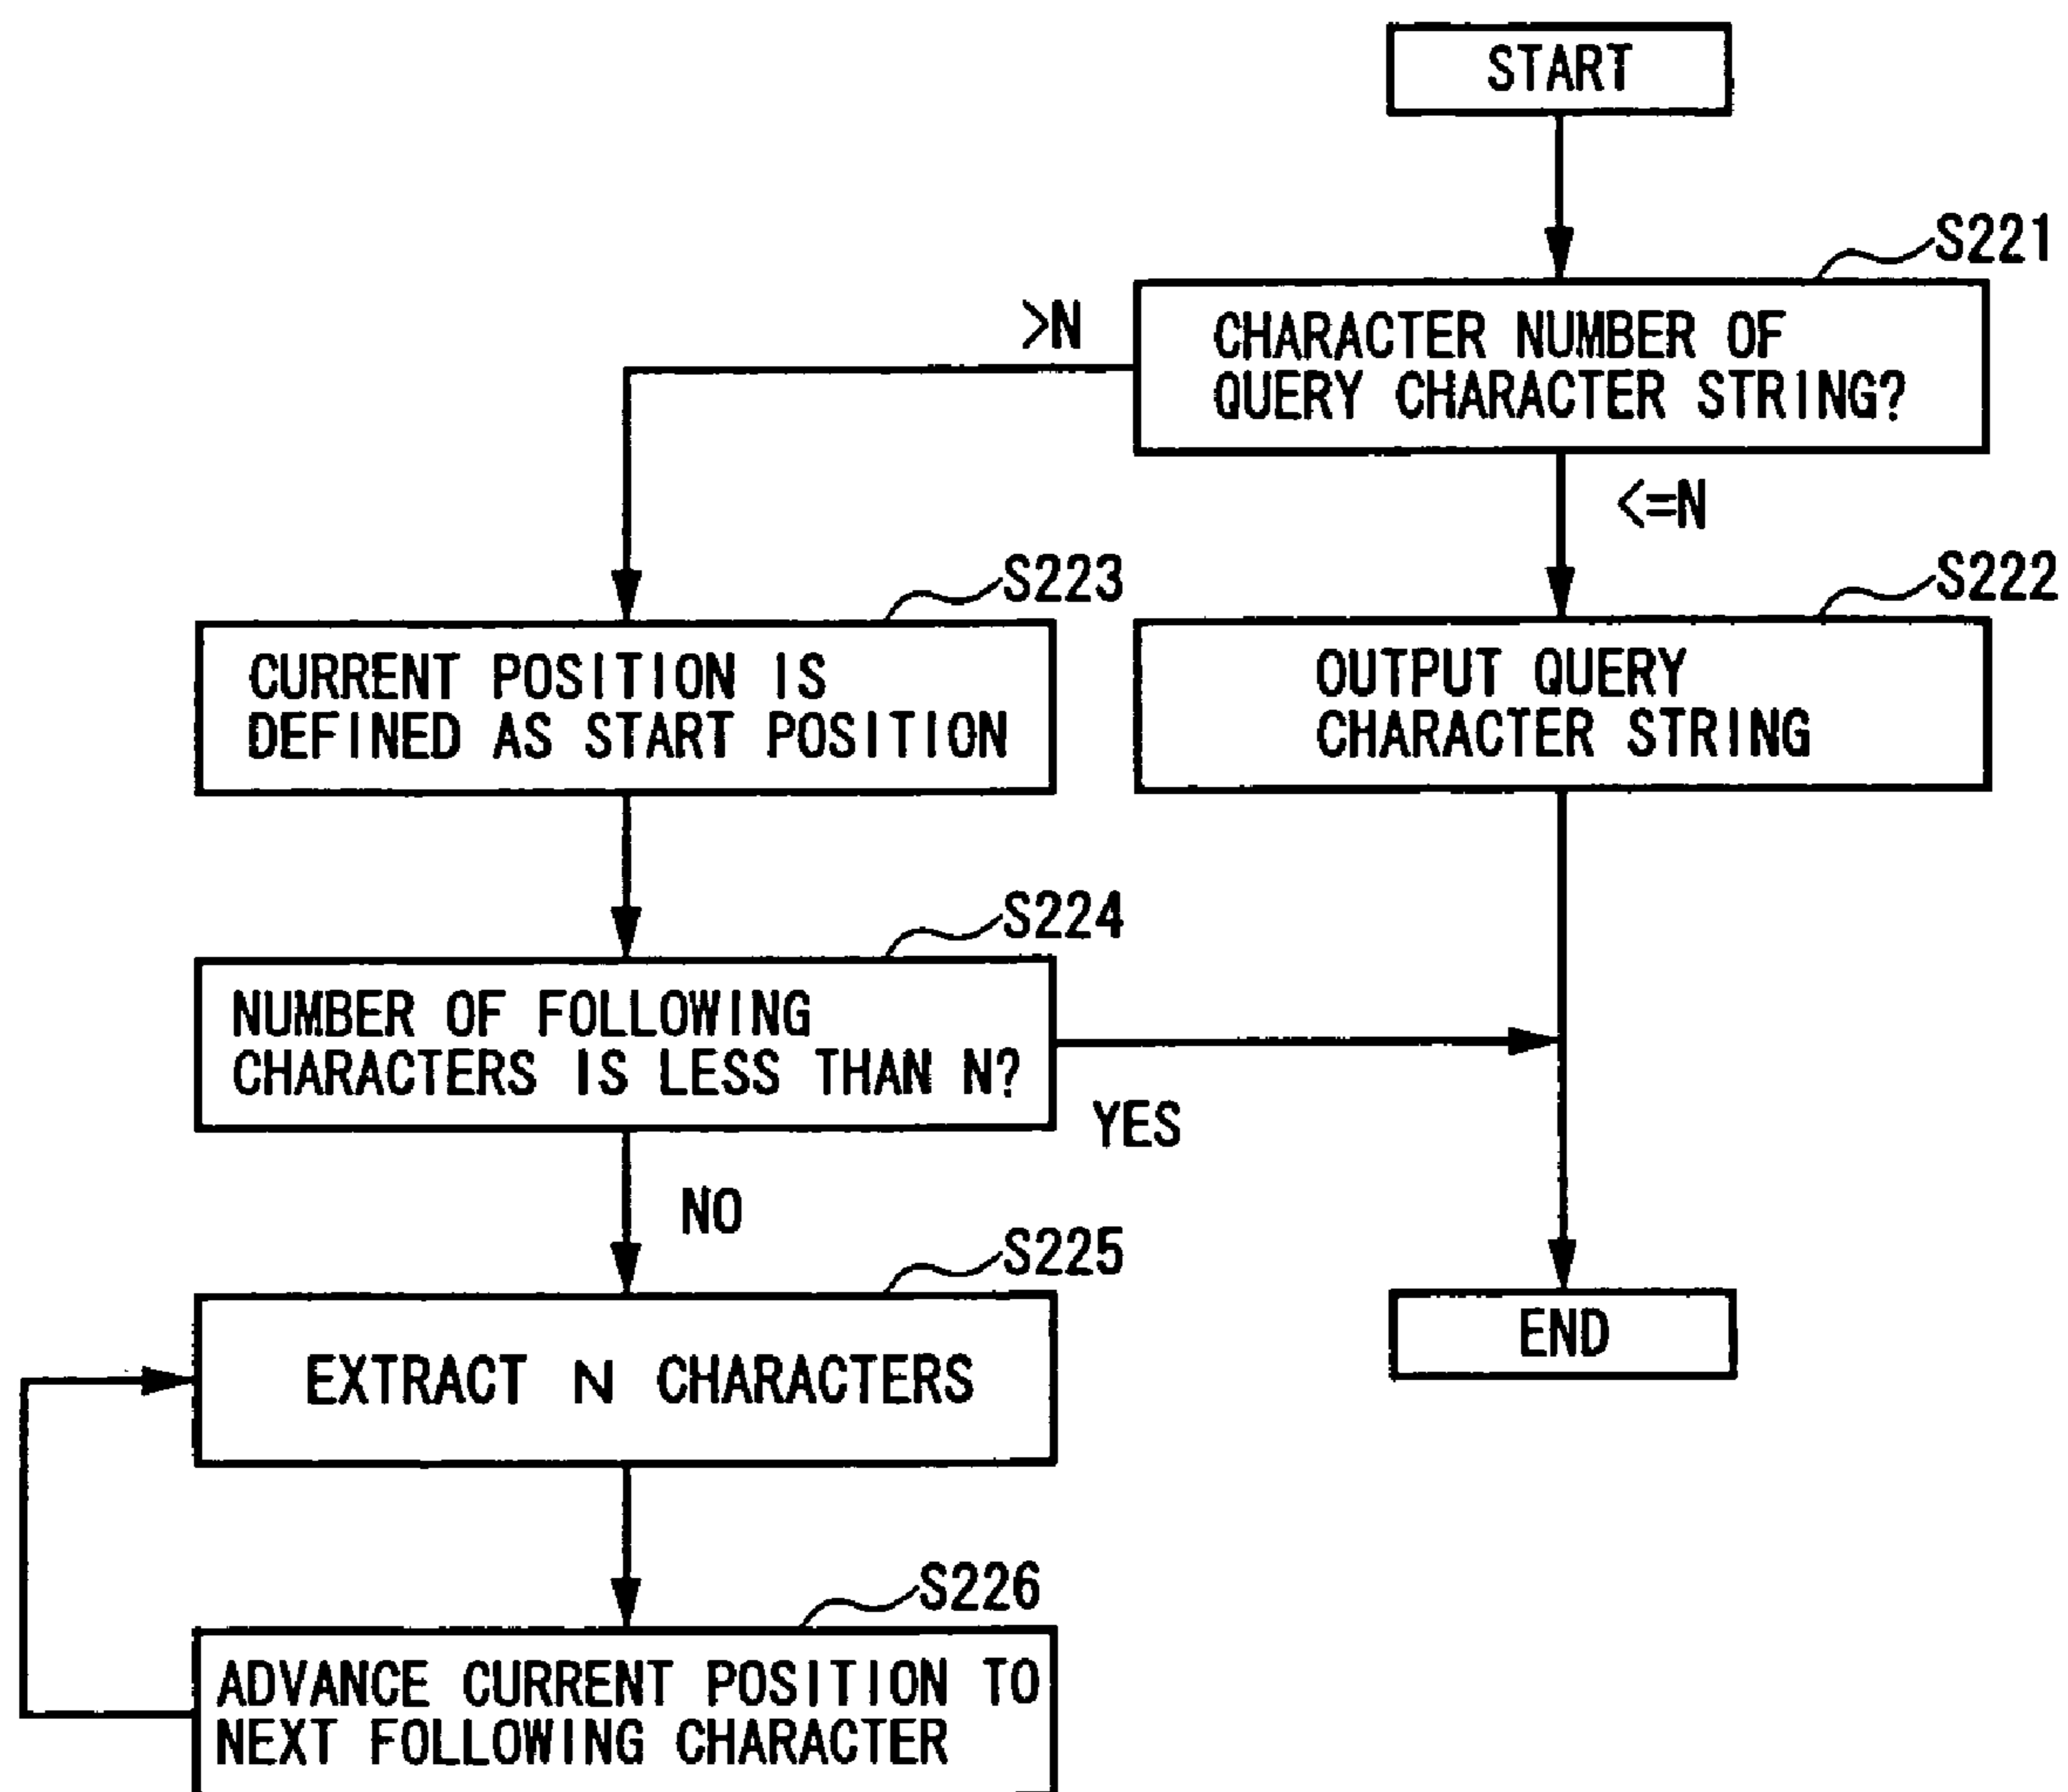 START
S221
>N
CHARACTER NUMBER OF
QUERY CHARACTER STRING?
<=N
S223
S222
CURRENT POSITION IS
DEFINED AS START POSITION
OUTPUT QUERY
CHARACTER STRING
S224
NUMBER OF FOLLOWING
CHARACTERS IS LESS THAN N?
YES
NO
S225
EXTRACT N CHARACTERS
END
S226
ADVANCE CURRENT POSITION TO
NEXT FOLLOWING CHARACTER